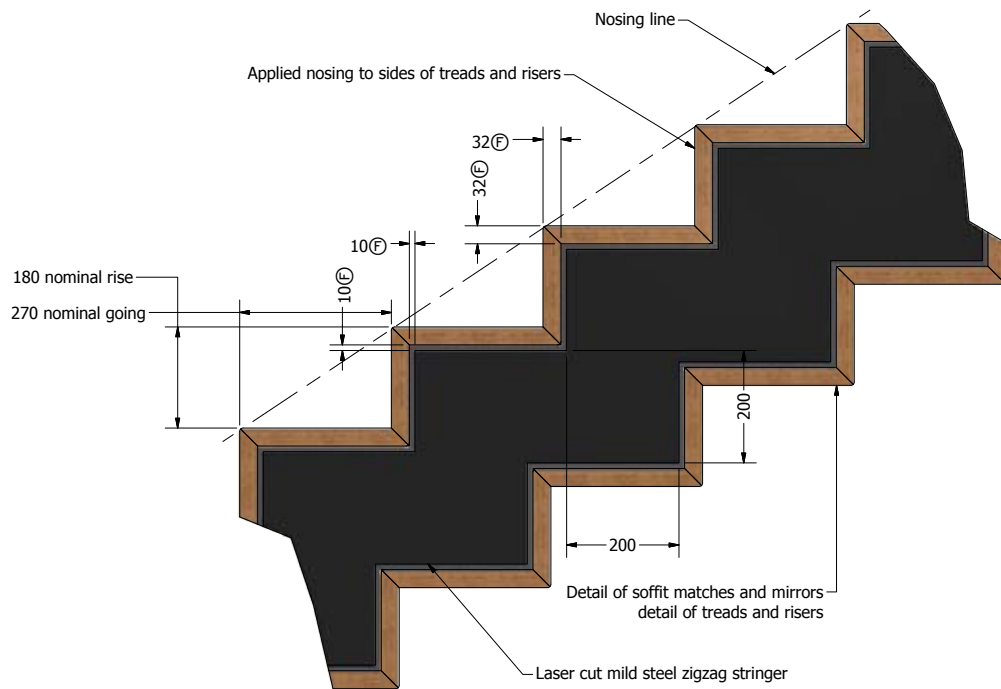 Nosing line
Applied nosing to sides of treads and risers
32Ⓕ
32Ⓕ
10Ⓕ
10Ⓕ
180 nominal rise
270 nominal going
200
200
Detail of soffit matches and mirrors
detail of treads and risers
Laser cut mild steel zigzag stringer